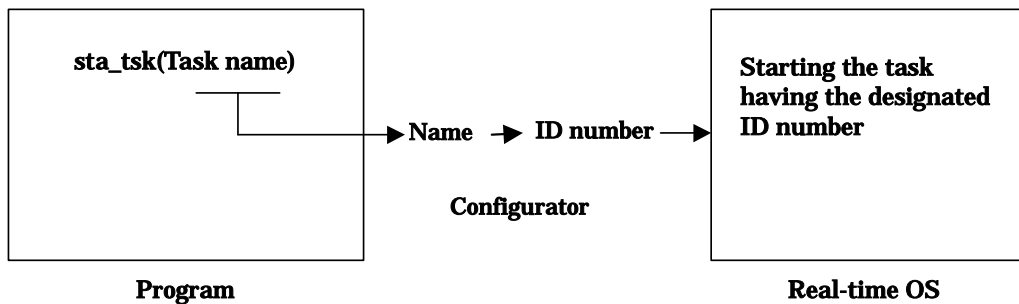 sta_tsk(Task name)
Name
ID number
Starting the task
having the designated
ID number
Configurator
Program
Real-time OS